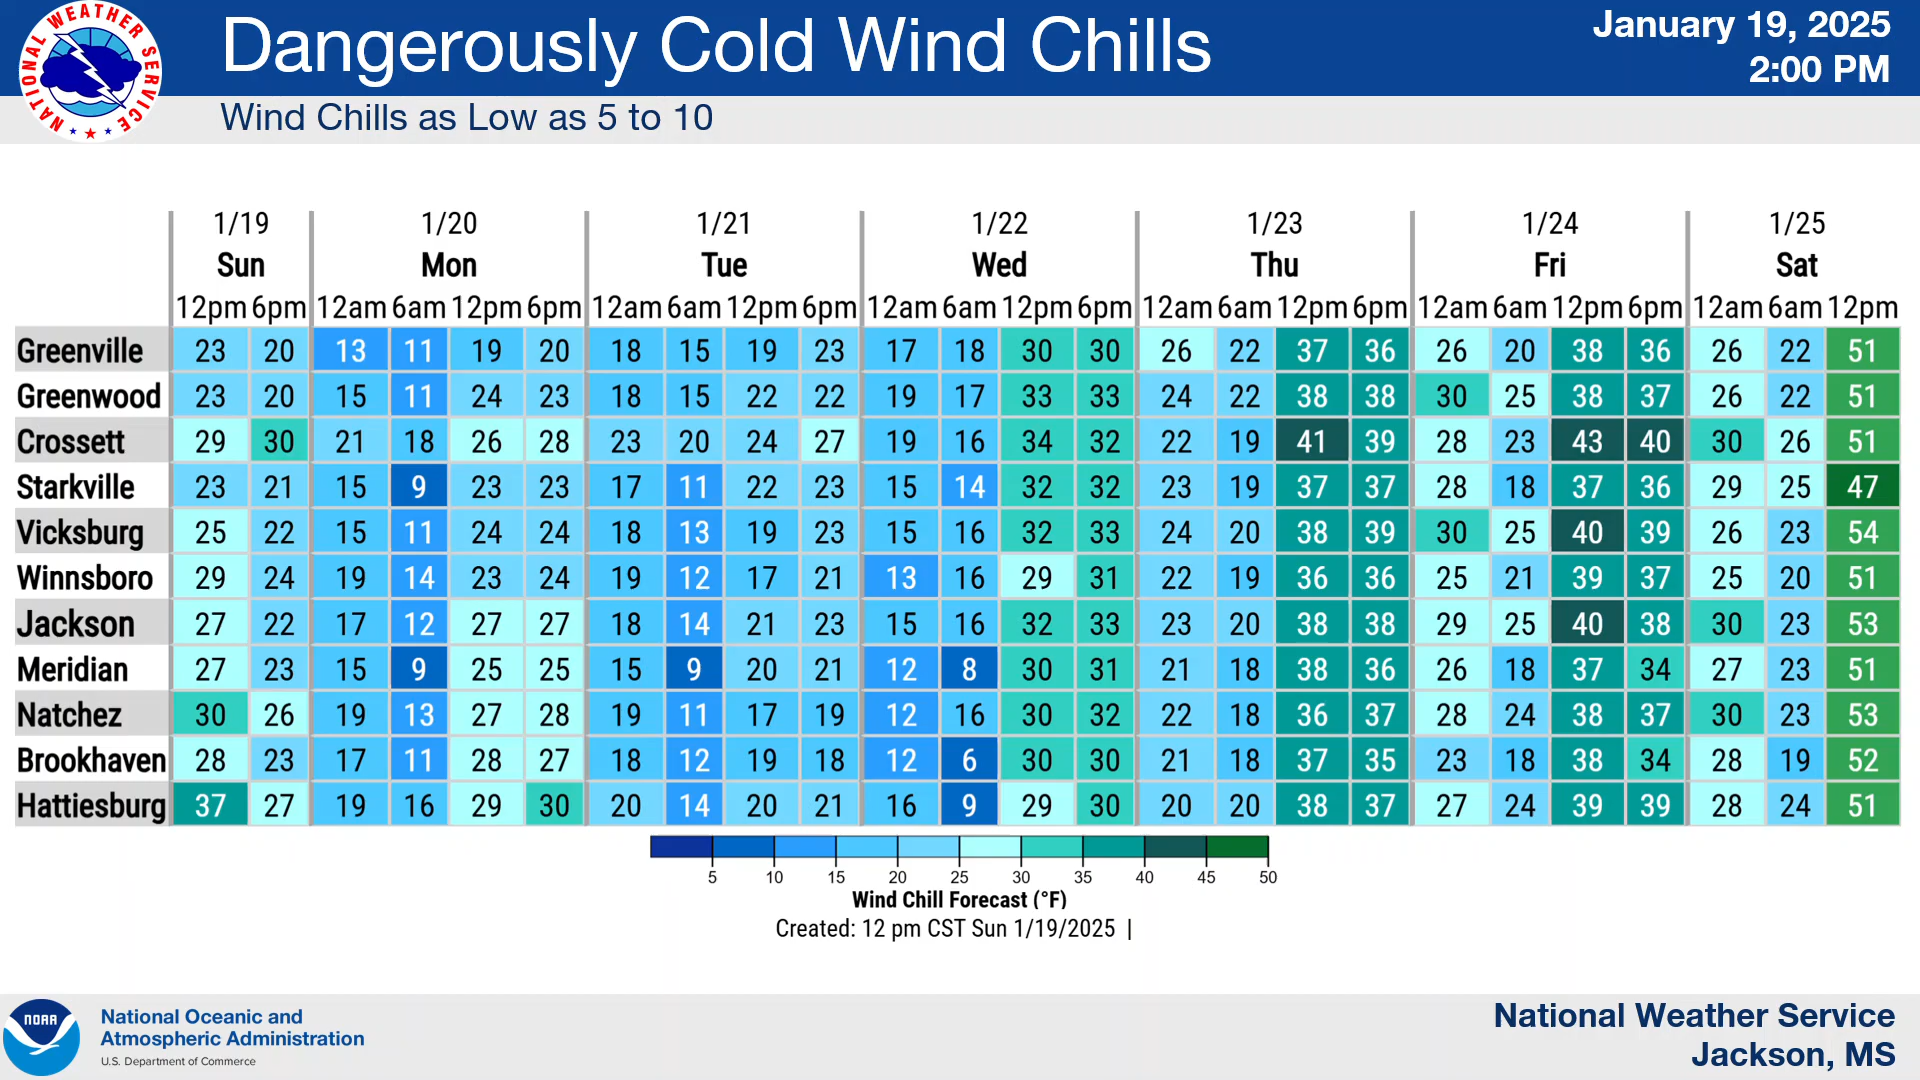 NATIONAL WEATHER SERVICE
Dangerously Cold Wind Chills
January 19, 2025
2:00 PM
Wind Chills as Low as 5 to 10
1/19 1/20 1/21 1/22 1/23 1/24 1/25
Sun Mon Tue Wed Thu Fri Sat
12pm 6pm 12am 6am 12pm 6pm 12am 6am 12pm 6pm 12am 6am 12pm 6pm 12am 6am 12pm 6pm 12am 6am 12pm 6pm 12am 6am 12pm
Greenville 23 20 13 11 19 20 18 15 19 23 17 18 30 30 26 22 37 36 26 20 38 36 26 22 51
Greenwood 23 20 15 11 24 23 18 15 22 22 19 17 33 33 24 22 38 38 30 25 38 37 26 22 51
Crossett 29 30 21 18 26 28 23 20 24 27 19 16 34 32 22 19 41 39 28 23 43 40 30 26 51
Starkville 23 21 15 9 23 23 17 11 22 23 15 14 32 32 23 19 37 37 28 18 37 36 29 25 47
Vicksburg 25 22 15 11 24 24 18 13 19 23 15 16 32 33 24 20 38 39 30 25 40 39 26 23 54
Winnsboro 29 24 19 14 23 24 19 12 17 21 13 16 29 31 22 19 36 36 25 21 39 37 25 20 51
Jackson 27 22 17 12 27 27 18 14 21 23 15 16 32 33 23 20 38 38 29 25 40 38 30 23 53
Meridian 27 23 15 9 25 25 15 9 20 21 12 8 30 31 21 18 38 36 26 18 37 34 27 23 51
Natchez 30 26 19 13 27 28 19 11 17 19 12 16 30 32 22 18 36 37 28 24 38 37 30 23 53
Brookhaven 28 23 17 11 28 27 18 12 19 18 12 6 30 30 21 18 37 35 23 18 38 34 28 19 52
Hattiesburg 37 27 19 16 29 30 20 14 20 21 16 9 29 30 20 20 38 37 27 24 39 39 28 24 51
5 10 15 20 25 30 35 40 45 50
Wind Chill Forecast (°F)
Created: 12 pm CST Sun 1/19/2025 |
NOAA
National Oceanic and
Atmospheric Administration
U.S. Department of Commerce
National Weather Service
Jackson, MS